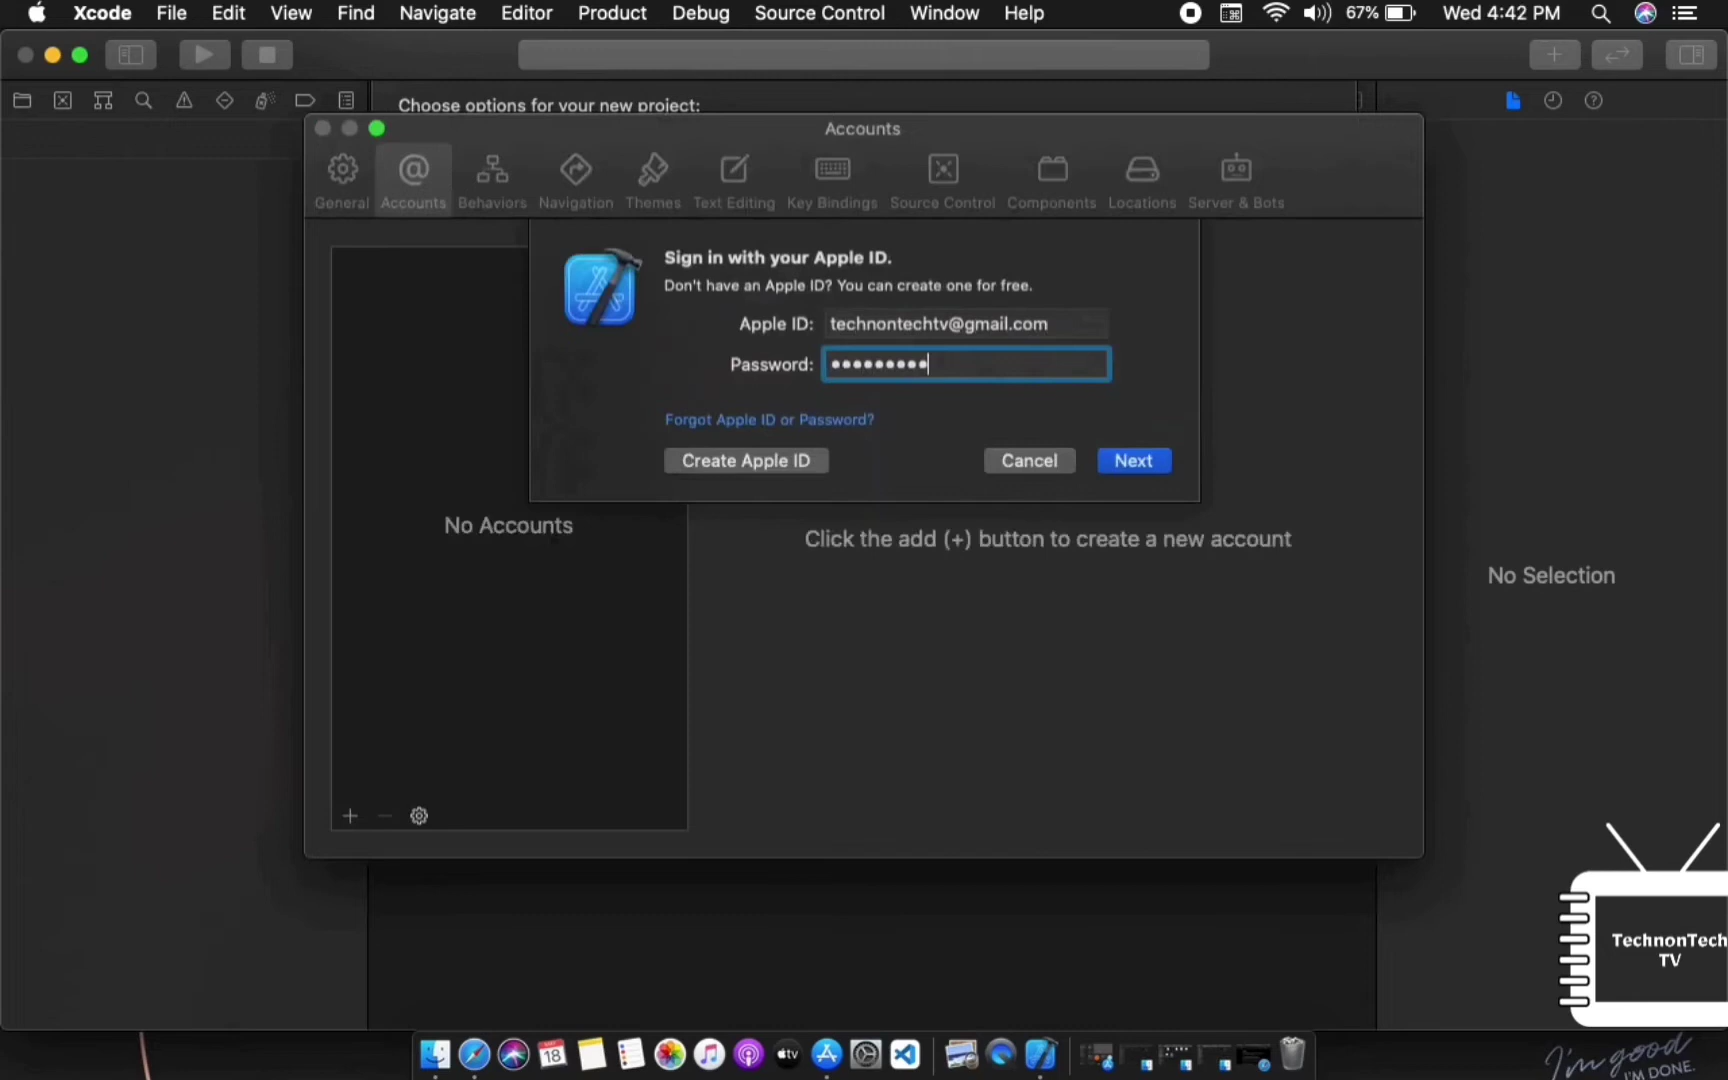 Xcode File Edit View Find Navigate Editor Product Debug Source Control Window Help 67% Wed 4:42 PM
Choose options for your new project:
Accounts
General Accounts Behaviors Navigation Themes Text Editing Key Bindings Source Control Components Locations Server & Bots
Sign in with your Apple ID.
Don't have an Apple ID? You can create one for free.
Apple ID: technontechtv@gmail.com
Password: •••••••••
Forgot Apple ID or Password?
Create Apple ID Cancel Next
No Accounts
Click the add (+) button to create a new account
No Selection
TechnonTech
TV
18
tv
I'm good
I'M DONE.